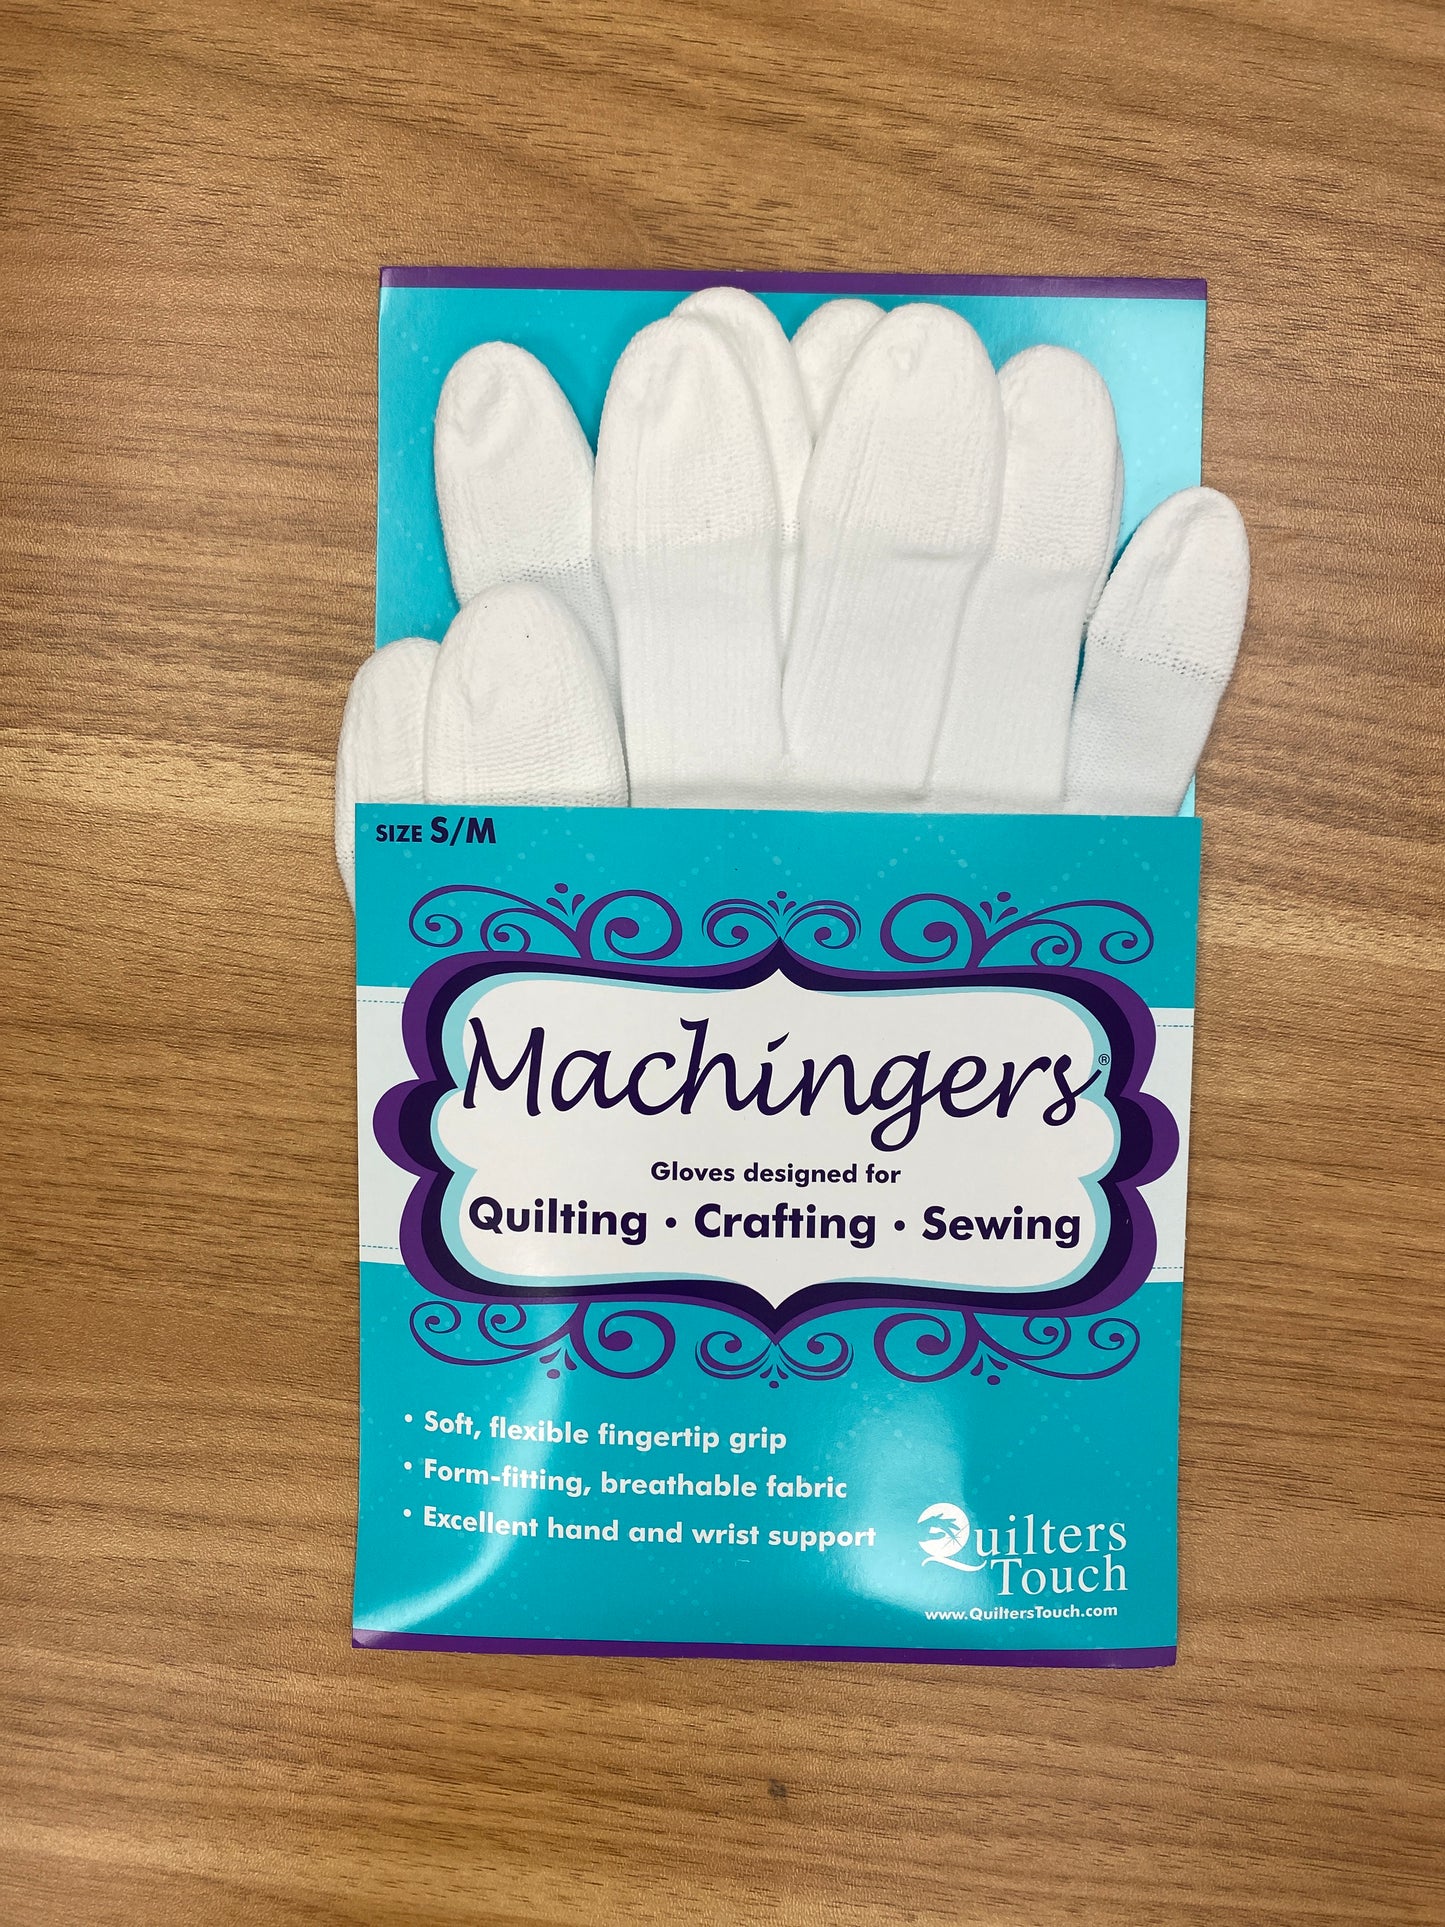 SIZE S/M
Machingers®
Gloves designed for
Quilting • Crafting • Sewing
• Soft, flexible fingertip grip
• Form-fitting, breathable fabric
• Excellent hand and wrist support
Quilters
Touch
www.QuiltersTouch.com